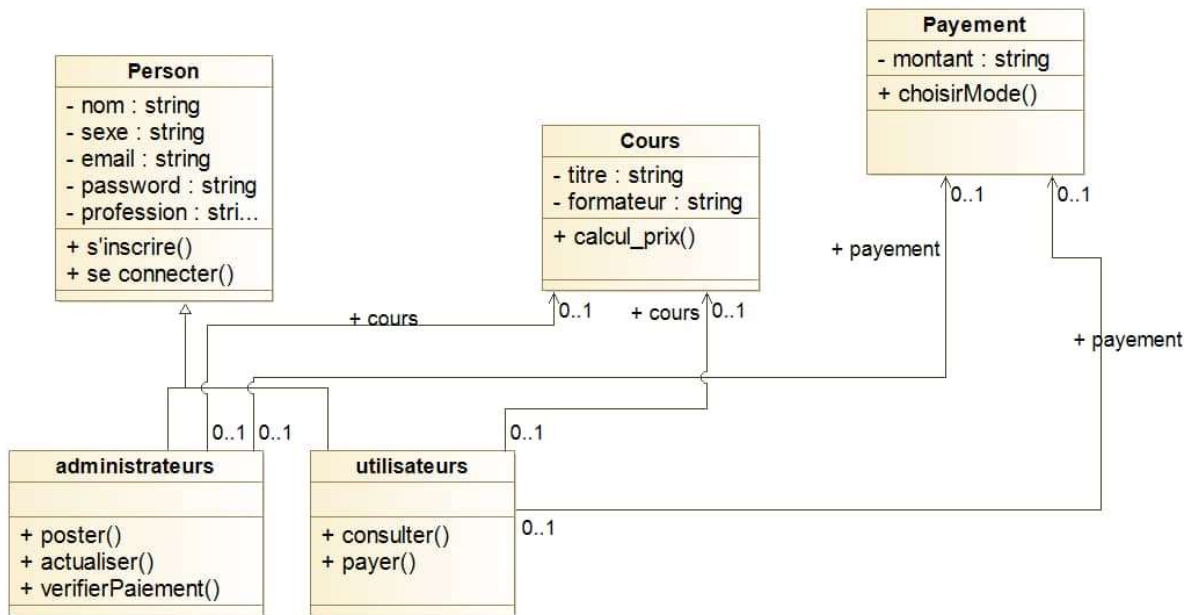 Person
- nom : string
- sexe : string
- email : string
- password : string
- profession : stri...
+ s'inscrire()
+ se connecter()
Cours
- titre : string
- formateur : string
+ calcul_prix()
Payement
- montant : string
+ choisirMode()
0..1
0..1
+ payement
+ payement
+ cours
0..1
+ cours
0..1
0..1
0..1
0..1
0..1
administrateurs
+ poster()
+ actualiser()
+ verifierPaiement()
utilisateurs
+ consulter()
+ payer()